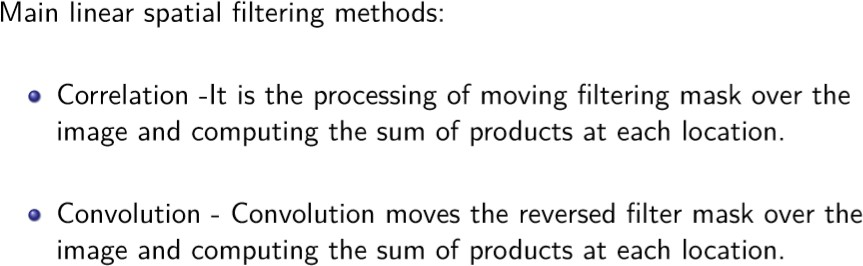 Main linear spatial filtering methods:
Correlation -It is the processing of moving filtering mask over the
image and computing the sum of products at each location.
Convolution - Convolution moves the reversed filter mask over the
image and computing the sum of products at each location.